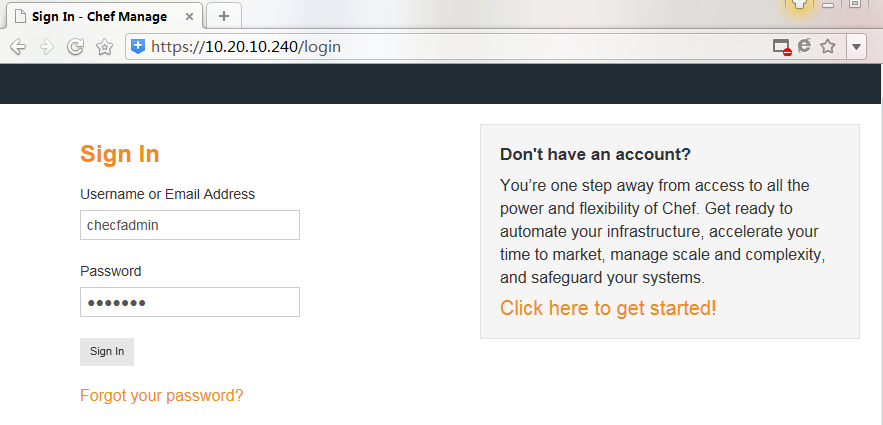 Sign In - Chef Manage
https://10.20.10.240/login
Sign In
Username or Email Address
checfadmin
Password
•••••••
Sign In
Forgot your password?
Don't have an account?
You’re one step away from access to all the
power and flexibility of Chef. Get ready to
automate your infrastructure, accelerate your
time to market, manage scale and complexity,
and safeguard your systems.
Click here to get started!